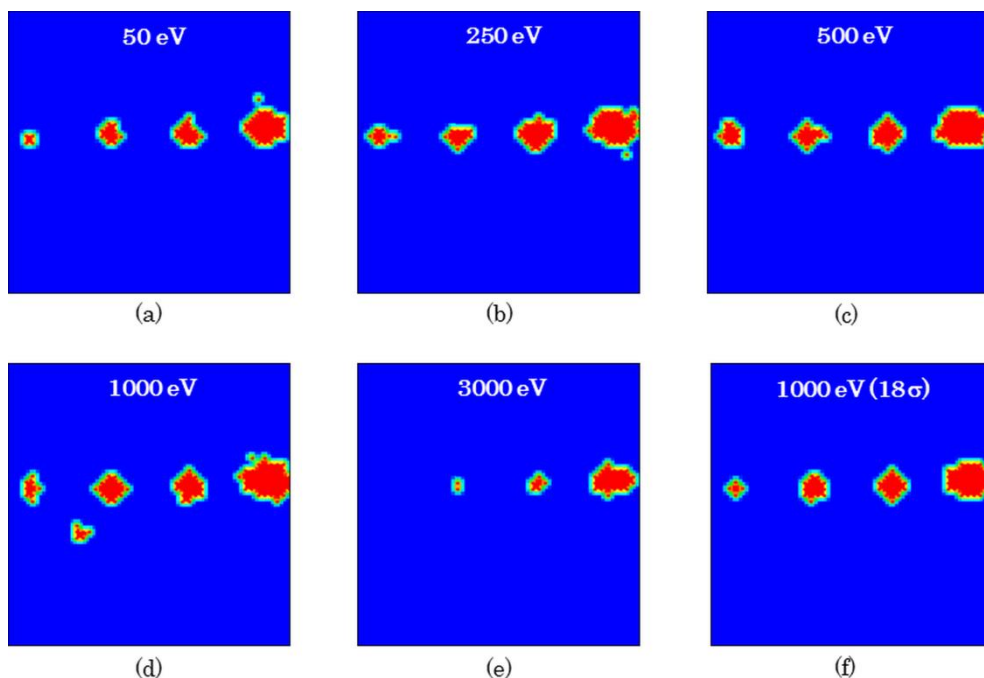 50 eV
250 eV
500 eV
(a)
(b)
(c)
1000 eV
3000 eV
1000 eV (18σ)
(d)
(e)
(f)